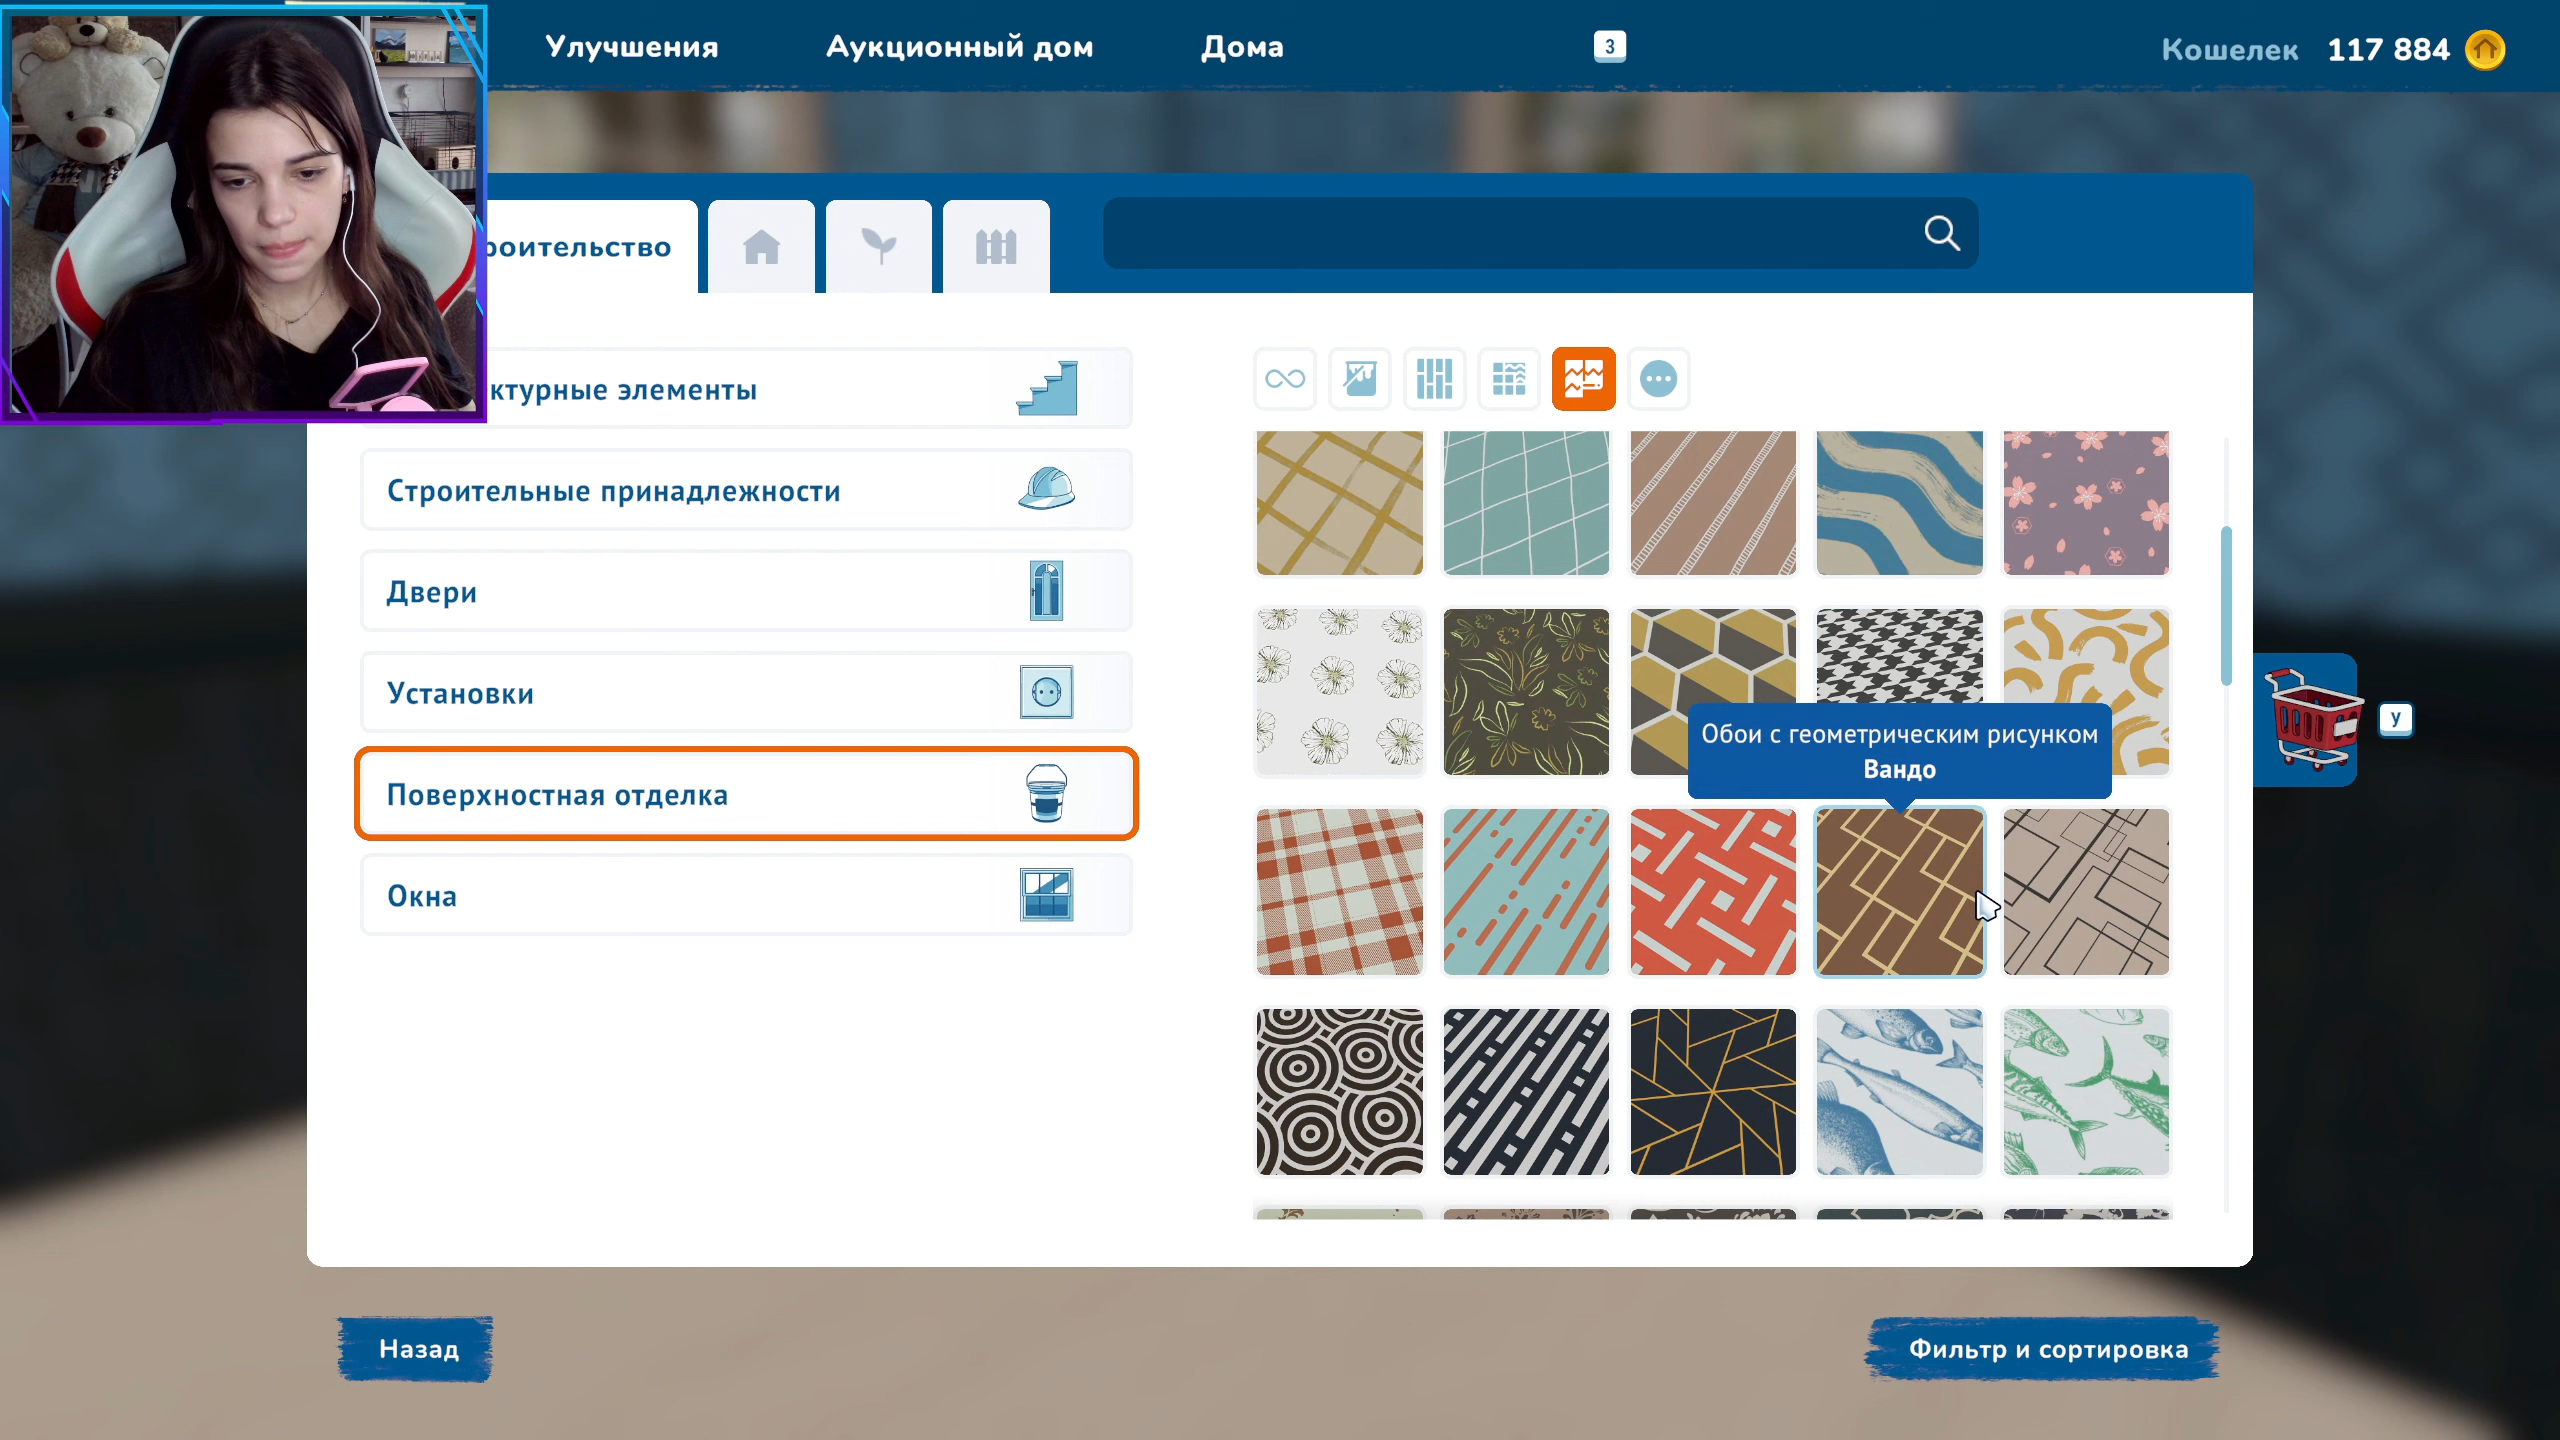 Улучшения
Аукционный дом
Дома
3
Кошелек 117 884
роительство
ктурные элементы
Строительные принадлежности
Двери
Установки
Поверхностная отделка
Окна
Обои с геометрическим рисунком
Вандо
У
Назад
Фильтр и сортировка